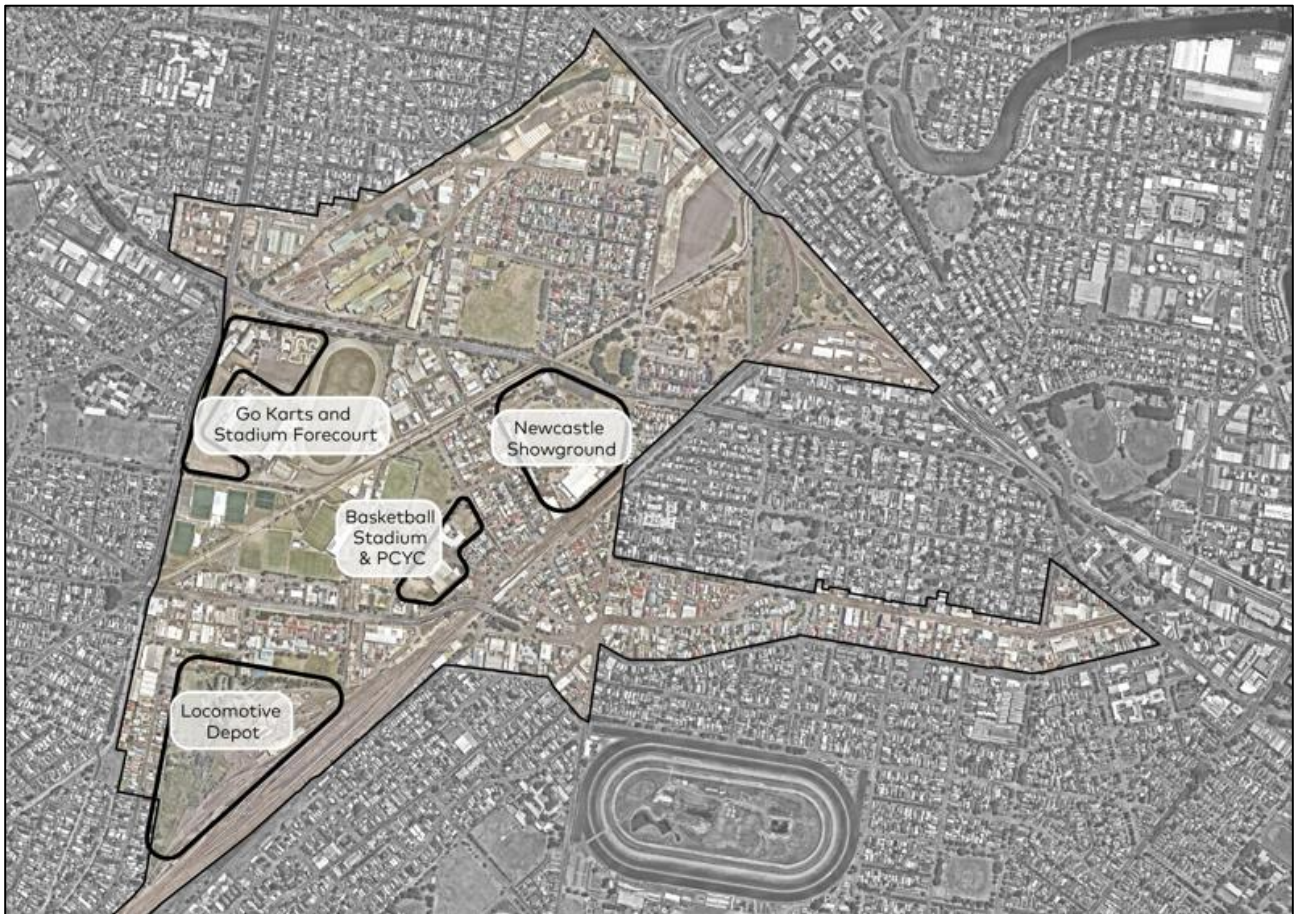 Go Karts and
Stadium Forecourt
Newcastle
Showground
Basketball
Stadium
& PCYC
Locomotive
Depot